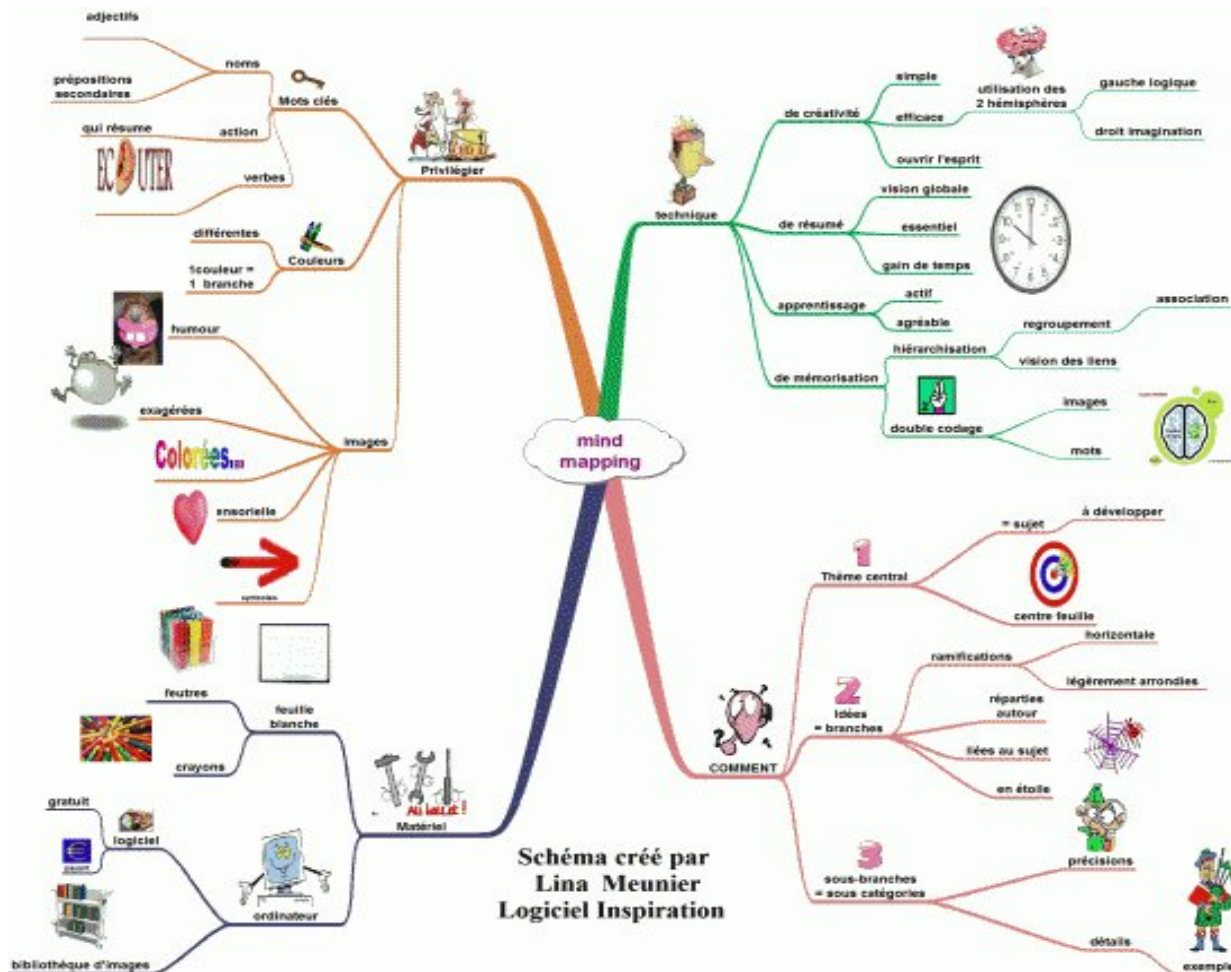 mind
mapping
Privilégier
Mots clés
noms
adjectifs
prépositions
secondaires
action
qui résume
verbes
ECOUTER
Couleurs
différentes
1couleur =
1 branche
images
humour
exagérées
Colorées...
ensorielle
symboles
technique
de créativité
simple
efficace
utilisation des
2 hémisphères
gauche logique
droit imagination
ouvrir l'esprit
de résumé
vision globale
essentiel
gain de temps
apprentissage
actif
agréable
de mémorisation
hiérarchisation
regroupement
association
vision des liens
double codage
images
mots
COMMENT
1
Thème central
= sujet
à développer
centre feuille
2
Idées
= branches
ramifications
horizontale
légèrement arrondies
réparties
autour
liées au sujet
en étoile
3
sous-branches
= sous catégories
précisions
détails
exemple
Matériel
AU BOULOT !
feuille
blanche
feutres
crayons
ordinateur
logiciel
gratuit
payant
bibliothèque d'images
Schéma créé par
Lina Meunier
Logiciel Inspiration